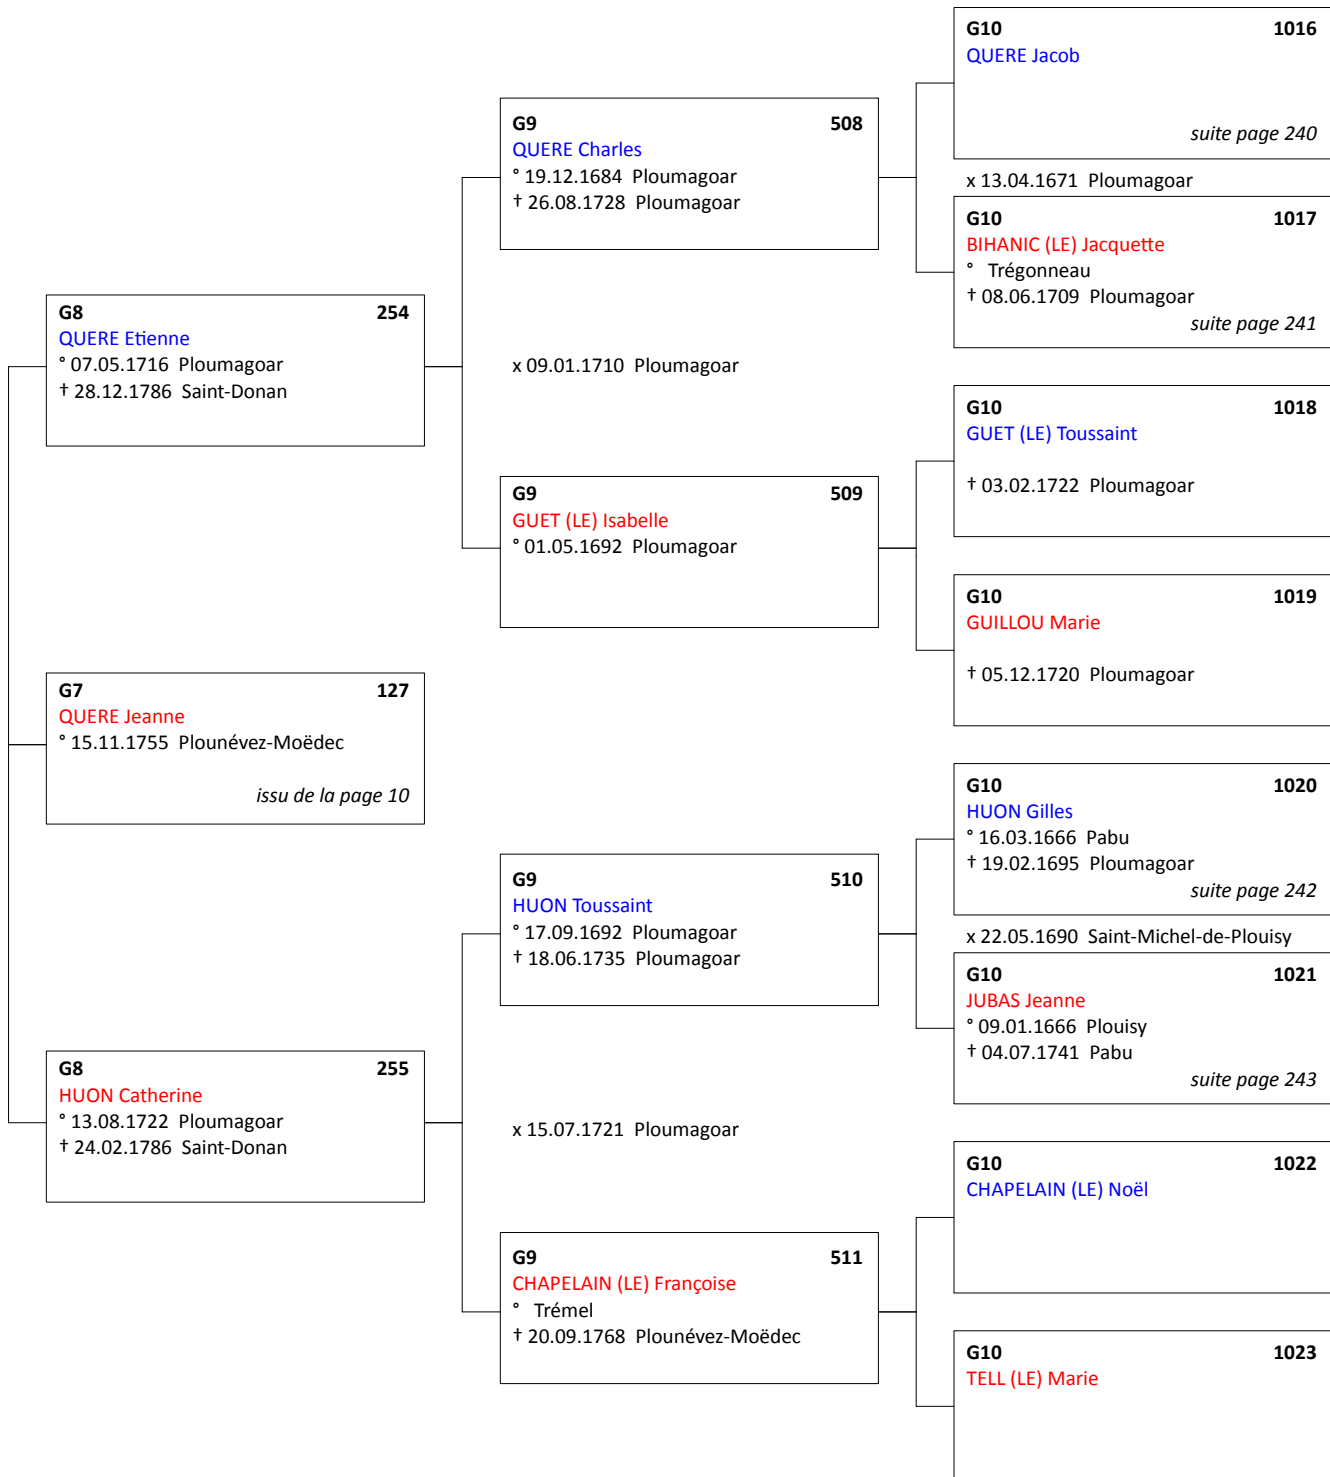 G10 1016
QUERE Jacob
suite page 240
G9 508
QUERE Charles
° 19.12.1684 Ploumagoar
† 26.08.1728 Ploumagoar
x 13.04.1671 Ploumagoar
G10 1017
BIHANIC (LE) Jacquette
° Trégonneau
† 08.06.1709 Ploumagoar
suite page 241
G8 254
QUERE Etienne
° 07.05.1716 Ploumagoar
† 28.12.1786 Saint-Donan
x 09.01.1710 Ploumagoar
G10 1018
GUET (LE) Toussaint
† 03.02.1722 Ploumagoar
G9 509
GUET (LE) Isabelle
° 01.05.1692 Ploumagoar
G10 1019
GUILLOU Marie
† 05.12.1720 Ploumagoar
G7 127
QUERE Jeanne
° 15.11.1755 Plounévez-Moëdec
issu de la page 10
G10 1020
HUON Gilles
° 16.03.1666 Pabu
† 19.02.1695 Ploumagoar
suite page 242
G9 510
HUON Toussaint
° 17.09.1692 Ploumagoar
† 18.06.1735 Ploumagoar
x 22.05.1690 Saint-Michel-de-Plouisy
G10 1021
JUBAS Jeanne
° 09.01.1666 Plouisy
† 04.07.1741 Pabu
suite page 243
G8 255
HUON Catherine
° 13.08.1722 Ploumagoar
† 24.02.1786 Saint-Donan
x 15.07.1721 Ploumagoar
G10 1022
CHAPELAIN (LE) Noël
G9 511
CHAPELAIN (LE) Françoise
° Trémel
† 20.09.1768 Plounévez-Moëdec
G10 1023
TELL (LE) Marie